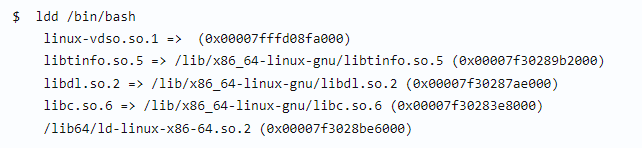 $ ldd /bin/bash
linux-vdso.so.1 => (0x00007fffd08fa000)
libtinfo.so.5 => /lib/x86_64-linux-gnu/libtinfo.so.5 (0x00007f30289b2000)
libdl.so.2 => /lib/x86_64-linux-gnu/libdl.so.2 (0x00007f30287ae000)
libc.so.6 => /lib/x86_64-linux-gnu/libc.so.6 (0x00007f30283e8000)
/lib64/ld-linux-x86-64.so.2 (0x00007f3028be6000)